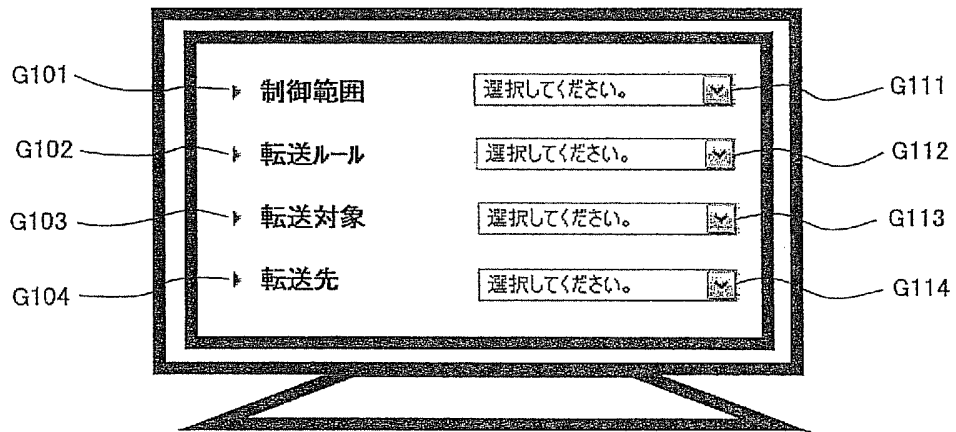 G101 制御範囲 選択してください。 G111
G102 転送ルール 選択してください。 G112
G103 転送対象 選択してください。 G113
G104 転送先 選択してください。 G114